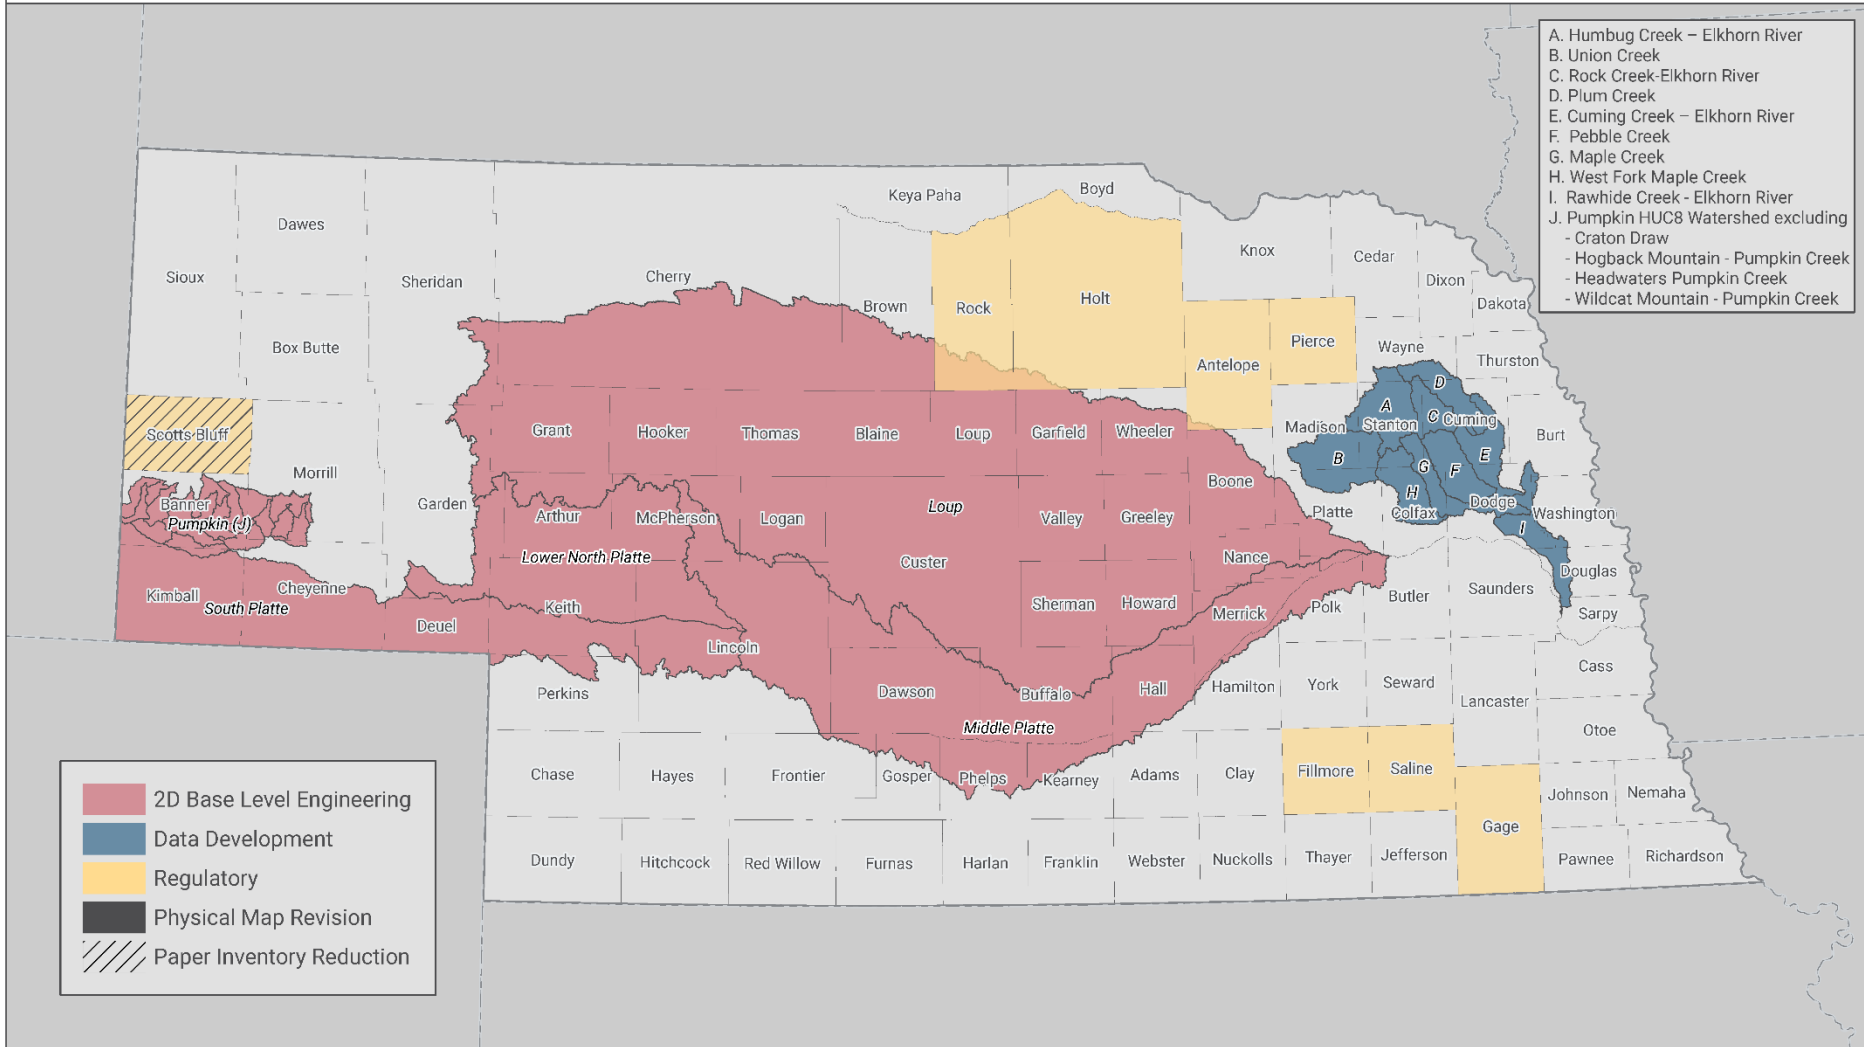 A. Humbug Creek – Elkhorn River
B. Union Creek
C. Rock Creek-Elkhorn River
D. Plum Creek
E. Cuming Creek – Elkhorn River
F. Pebble Creek
G. Maple Creek
H. West Fork Maple Creek
I. Rawhide Creek - Elkhorn River
J. Pumpkin HUC8 Watershed excluding
- Craton Draw
- Hogback Mountain - Pumpkin Creek
- Headwaters Pumpkin Creek
- Wildcat Mountain - Pumpkin Creek
Keya Paha
Boyd
Dawes
Sioux
Sheridan
Cherry
Brown
Rock
Holt
Knox
Cedar
Dixon
Dakota
Box Butte
Pierce
Antelope
Wayne
Thurston
D
A
C
Cuming
Stanton
Madison
Burt
Scotts Bluff
Grant
Hooker
Thomas
Blaine
Loup
Garfield
Wheeler
B
G
F
E
Morrill
Boone
H
Dodge
Banner
Pumpkin (J)
Garden
Arthur
McPherson
Logan
Loup
Valley
Greeley
Platte
Colfax
I
Washington
Lower North Platte
Custer
Nance
Douglas
Kimball
South Platte
Cheyenne
Keith
Deuel
Sherman
Howard
Merrick
Polk
Butler
Saunders
Sarpy
Lincoln
Cass
Perkins
Dawson
Buffalo
Hall
Hamilton
York
Seward
Lancaster
Middle Platte
Otoe
Chase
Hayes
Frontier
Gosper
Phelps
Kearney
Adams
Clay
Fillmore
Saline
Johnson
Nemaha
Gage
Dundy
Hitchcock
Red Willow
Furnas
Harlan
Franklin
Webster
Nuckolls
Thayer
Jefferson
Pawnee
Richardson
2D Base Level Engineering
Data Development
Regulatory
Physical Map Revision
Paper Inventory Reduction